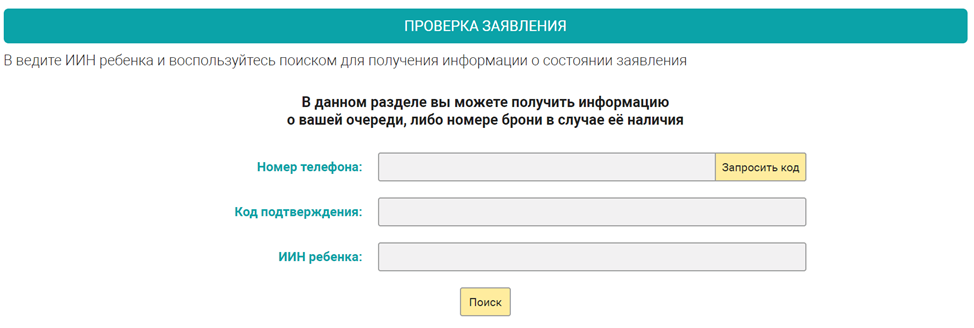 ПРОВЕРКА ЗАЯВЛЕНИЯ
В ведите ИИН ребенка и воспользуйтесь поиском для получения информации о состоянии заявления
В данном разделе вы можете получить информацию
о вашей очереди, либо номере брони в случае её наличия
Номер телефона: Запросить код
Код подтверждения:
ИИН ребенка:
Поиск